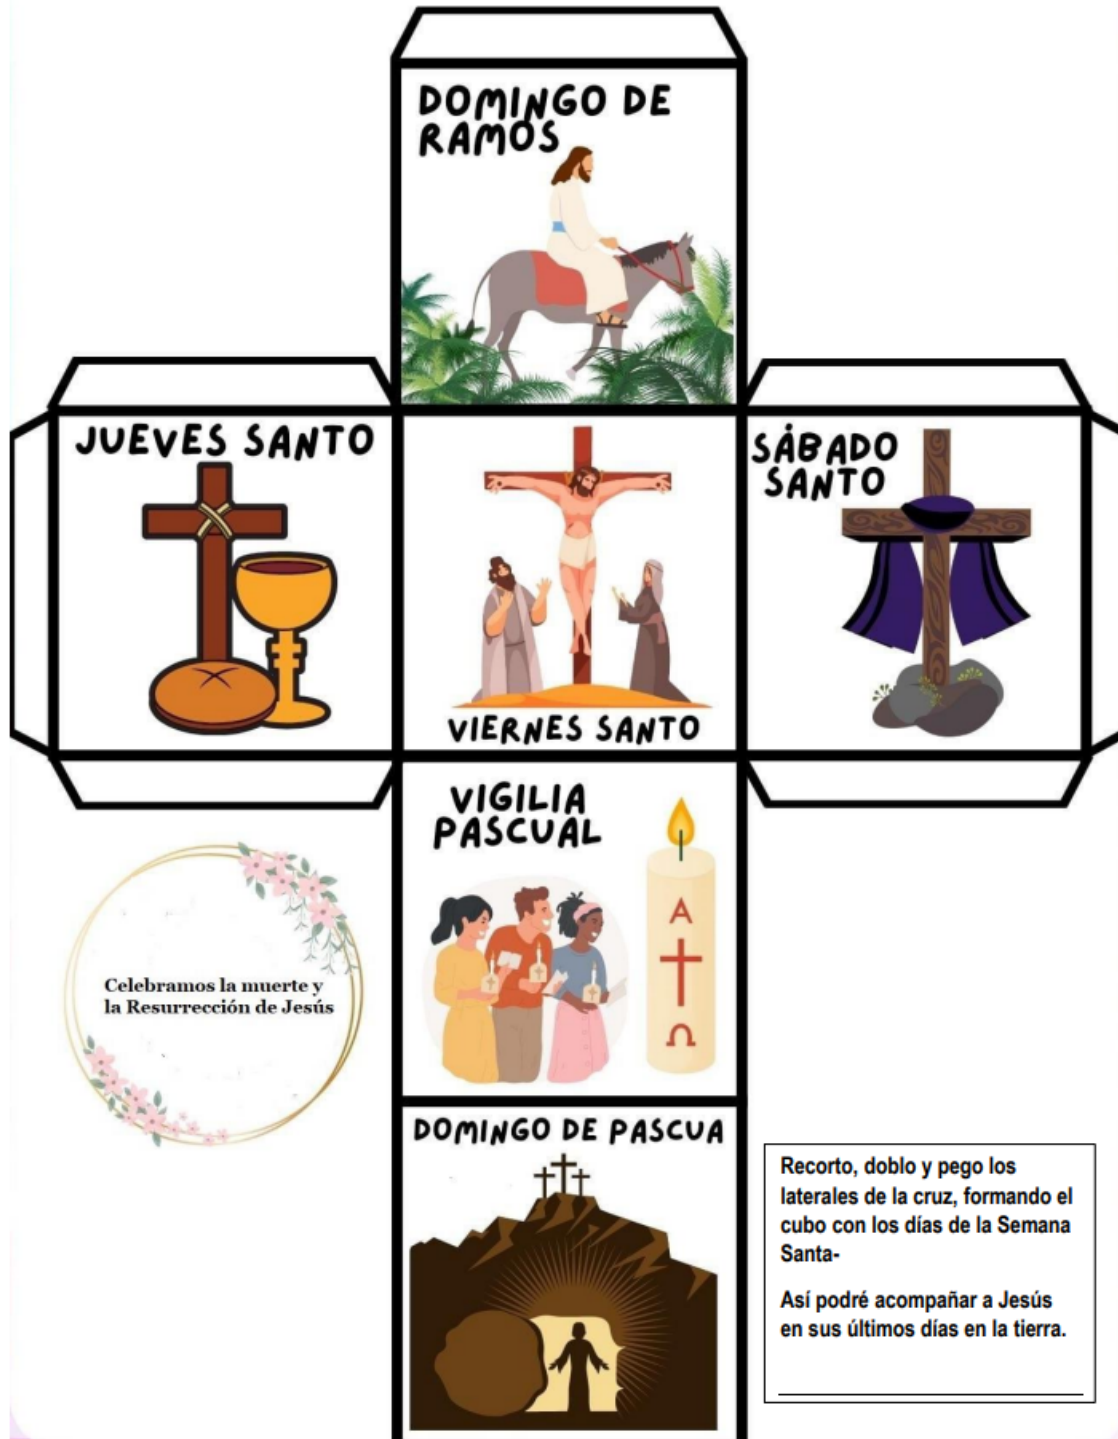 DOMINGO DE
RAMOS
JUEVES SANTO
SÁBADO
SANTO
VIERNES SANTO
VIGILIA
PASCUAL
Α
Ω
Celebramos la muerte y
la Resurrección de Jesús
DOMINGO DE PASCUA
Recorto, doblo y pego los
laterales de la cruz, formando el
cubo con los días de la Semana
Santa-
Así podré acompañar a Jesús
en sus últimos días en la tierra.